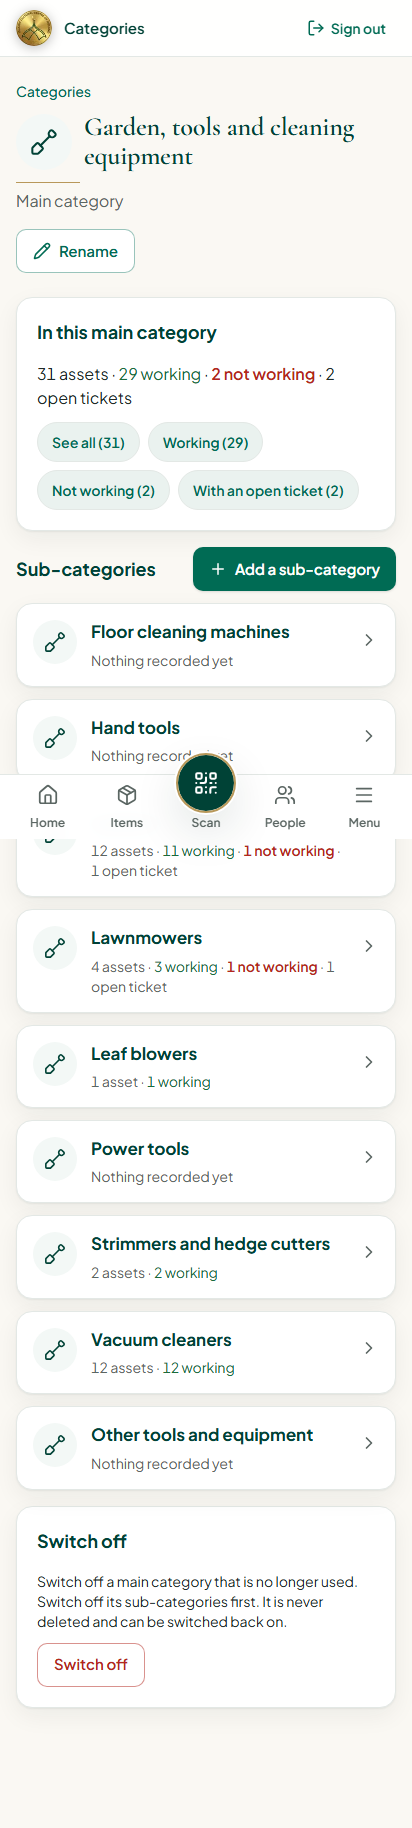 Categories
Sign out
Categories
Garden, tools and cleaning
equipment
Main category
Rename
In this main category
31 assets · 29 working · 2 not working · 2
open tickets
See all (31)
Working (29)
Not working (2)
With an open ticket (2)
Sub-categories
+ Add a sub-category
Floor cleaning machines
Nothing recorded yet
Hand tools
Nothing recorded yet
Home
Items
Scan
People
Menu
12 assets · 11 working · 1 not working ·
1 open ticket
Lawnmowers
4 assets · 3 working · 1 not working · 1
open ticket
Leaf blowers
1 asset · 1 working
Power tools
Nothing recorded yet
Strimmers and hedge cutters
2 assets · 2 working
Vacuum cleaners
12 assets · 12 working
Other tools and equipment
Nothing recorded yet
Switch off
Switch off a main category that is no longer used.
Switch off its sub-categories first. It is never
deleted and can be switched back on.
Switch off